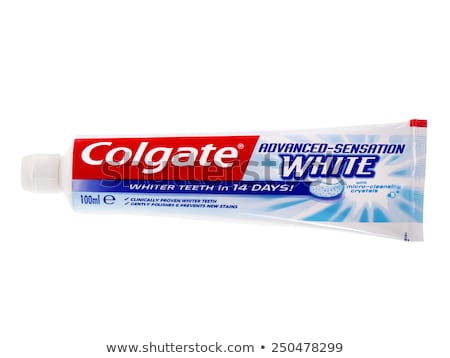 Colgate®
ADVANCED-SENSATION
WHITE
with
micro-cleansing
crystals
WHITER TEETH in 14 DAYS!
100ml e
✓ CLINICALLY PROVEN WHITER TEETH
✓ GENTLY POLISHES & PREVENTS NEW STAINS
shutterstock
www.shutterstock.com · 250478299